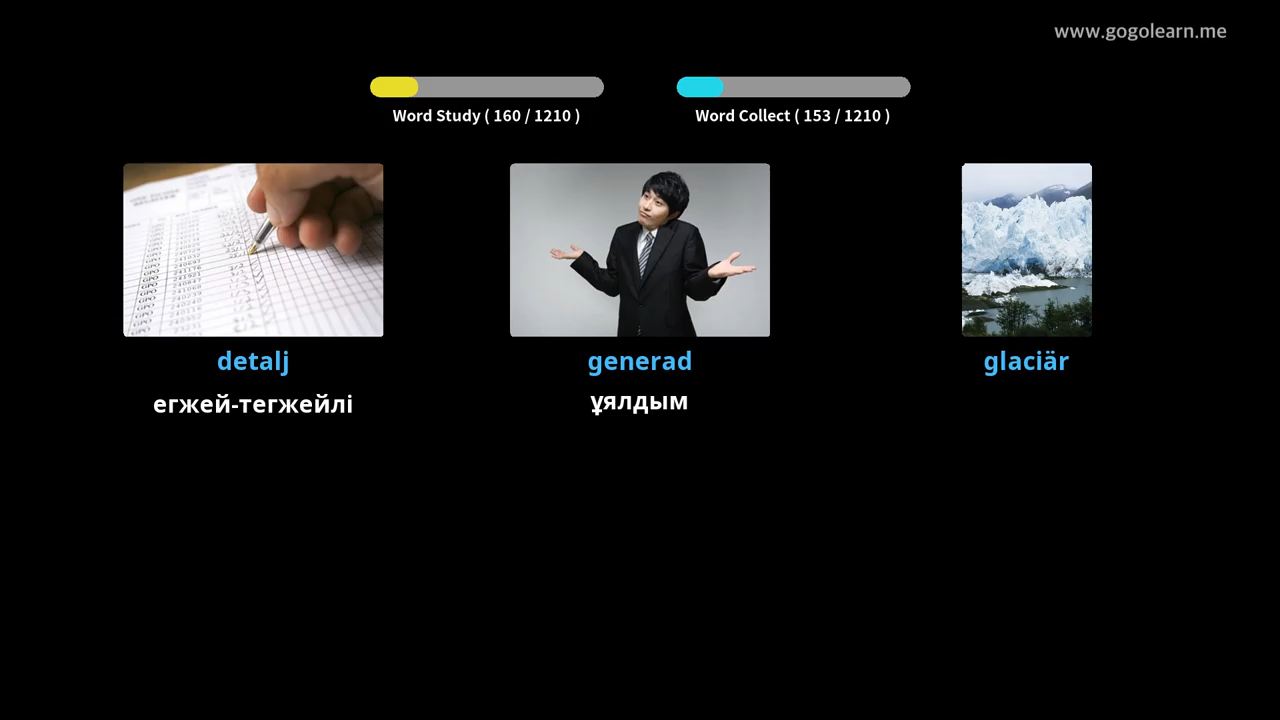 www.gogolearn.me
Word Study ( 160 / 1210 )
Word Collect ( 153 / 1210 )
detalj
generad
glaciär
егжей-тегжейлі
ұялдым